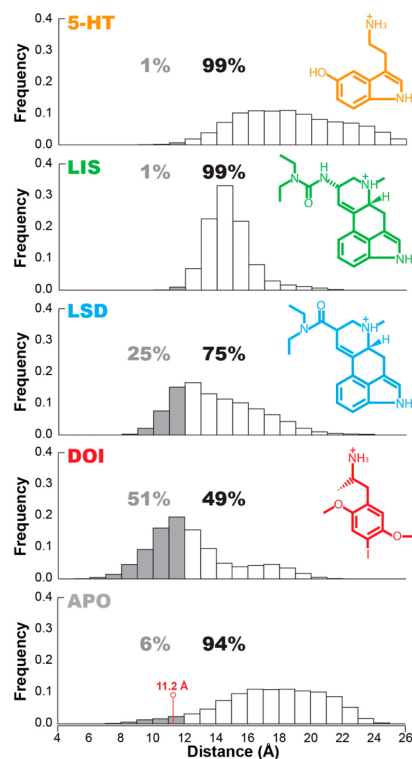 5-HT
Frequency
0.4
0.3
0.2
0.1
0.0
1% 99%
+
NH₃
HO
NH
LIS
Frequency
0.4
0.3
0.2
0.1
0.0
1% 99%
N
H
N
O
+
NH
H
NH
LSD
Frequency
0.4
0.3
0.2
0.1
0.0
25% 75%
O
N
+
NH
H
NH
DOI
Frequency
0.4
0.3
0.2
0.1
0.0
51% 49%
+
NH₃
O
O
I
APO
Frequency
0.4
0.3
0.2
0.1
0.0
6% 94%
11.2 Å
4 6 8 10 12 14 16 18 20 22 24 26
Distance (Å)